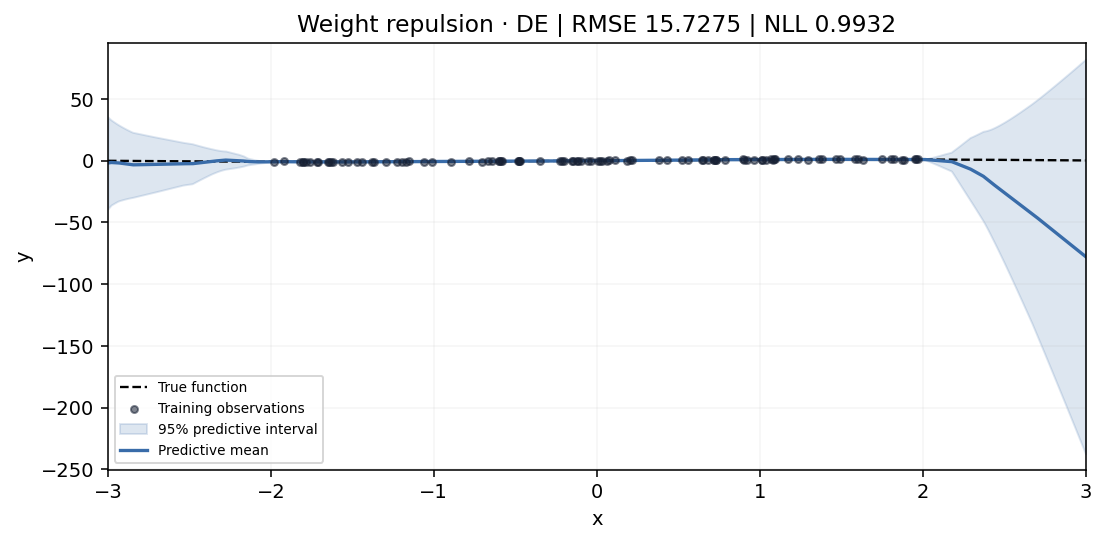 Weight repulsion · DE | RMSE 15.7275 | NLL 0.9932
50
0
−50
−100
−150
−200
−250
y
True function
Training observations
95% predictive interval
Predictive mean
−3
−2
−1
0
1
2
3
x